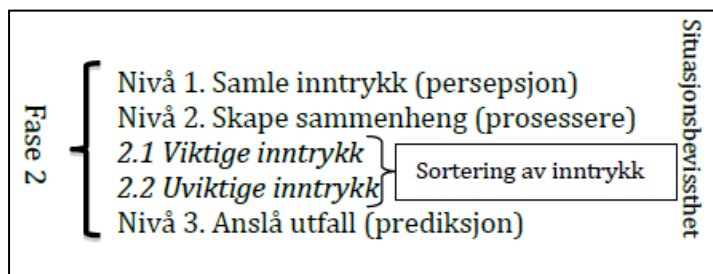 Fase 2
Nivå 1. Samle inntrykk (persepsjon)
Nivå 2. Skape sammenheng (prosessere)
2.1 Viktige inntrykk
2.2 Uviktige inntrykk
Sortering av inntrykk
Nivå 3. Anslå utfall (prediksjon)
Situasjonsbevissthet